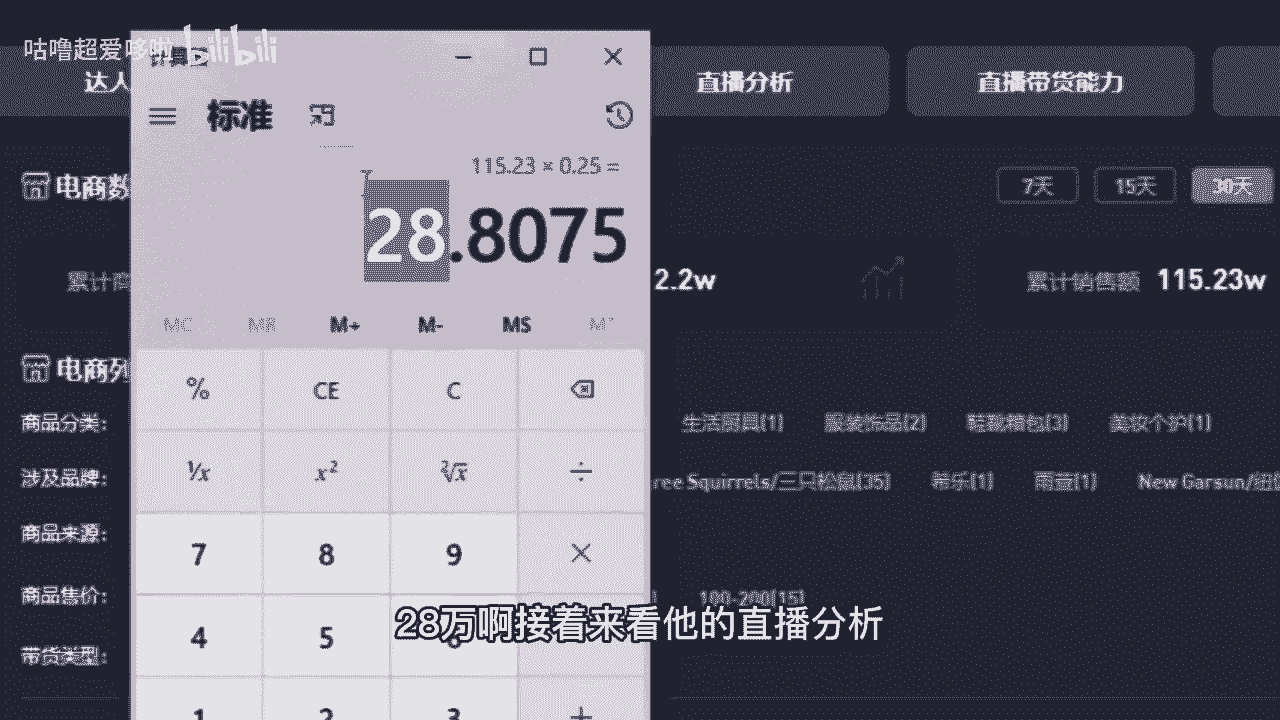 咕噜超爱哆啦 bilibili
计算器
达人
直播分析
直播带货能力
标准
115.23 × 0.25 =
28.8075
电商数
7天
15天
30天
累计商
2.2w
累计销售额 115.23w
MC MR M+ M- MS M˅
电商列
% CE C
商品分类:
生活厨具(1) 服装饰品(2) 鞋靴箱包(3) 美妆个护(1)
¹/x x² ²√x ÷
涉及品牌:
ree Squirrels/三只松鼠(35) 希乐(1) 雨萱(1) New Garsun/纽
商品来源:
7 8 9 ×
商品售价:
100-200(15)
28万啊接着来看他的直播分析
4 5 6
带货类型:
1 2 3 +